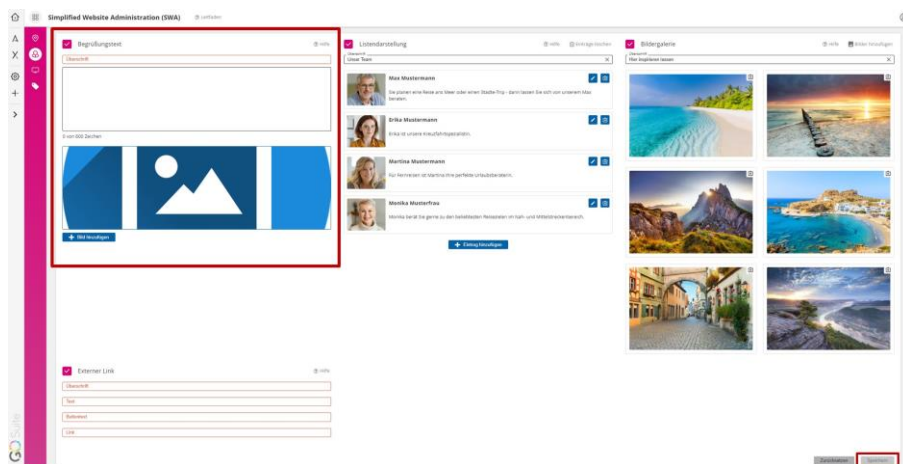 Simplified Website Administration (SWA)
Leitfaden
Begrüßungstext
Hilfe
Überschrift
0 von 600 Zeichen
Bild hinzufügen
Listendarstellung
Hilfe
Einträge löschen
Überschrift
Unser Team
Max Mustermann
Sie planen eine Reise ans Meer oder einen Städte-Trip - dann lassen Sie sich von unserem Max
beraten.
Erika Mustermann
Erika ist unsere Kreuzfahrtspezialistin.
Martina Mustermann
Für Fernreisen ist Martina Ihre perfekte Urlaubsberaterin.
Monika Musterfrau
Monika berät Sie gerne zu den beliebtesten Reisezielen im Nah- und Mittelstreckenbereich.
Eintrag hinzufügen
Bildergalerie
Hilfe
Bilder hinzufügen
Überschrift
Hier inspirieren lassen
Externer Link
Hilfe
Überschrift
Text
Buttontext
Link
Suite
Zurücksetzen
Speichern